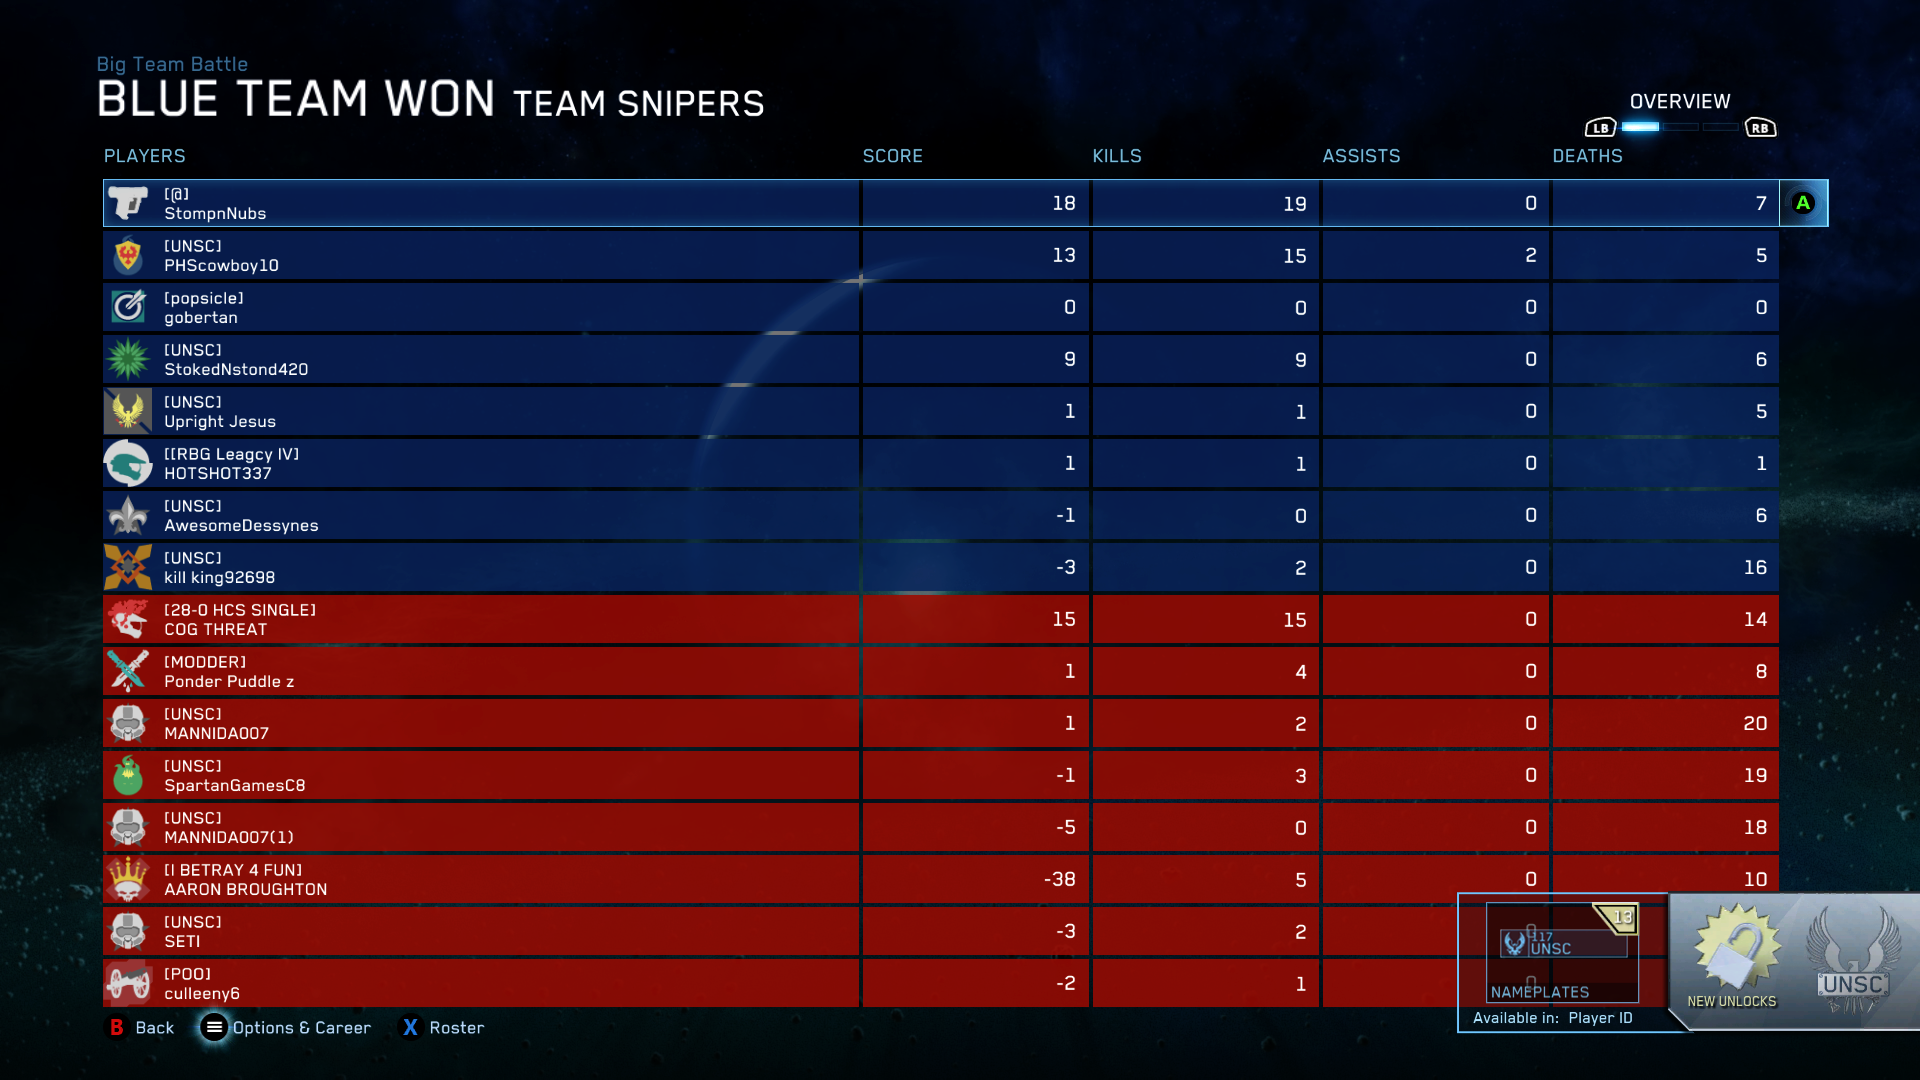 Big Team Battle
BLUE TEAM WON TEAM SNIPERS
OVERVIEW
LB RB
PLAYERS SCORE KILLS ASSISTS DEATHS
[@]
StompnNubs 18 19 0 7 A
[UNSC]
PHScowboy10 13 15 2 5
[popsicle]
gobertan 0 0 0 0
[UNSC]
StokedNstond420 9 9 0 6
[UNSC]
Upright Jesus 1 1 0 5
[[RBG Leagcy IV]
HOTSHOT337 1 1 0 1
[UNSC]
AwesomeDessynes -1 0 0 6
[UNSC]
kill king92698 -3 2 0 16
[28-0 HCS SINGLE]
COG THREAT 15 15 0 14
[MODDER]
Ponder Puddle z 1 4 0 8
[UNSC]
MANNIDA007 1 2 0 20
[UNSC]
SpartanGamesC8 -1 3 0 19
[UNSC]
MANNIDA007(1) -5 0 0 18
[I BETRAY 4 FUN]
AARON BROUGHTON -38 5 0 10
[UNSC]
SETI -3 2 0
[POO]
culleeny6 -2 1 0
13
117
UNSC
NAMEPLATES
Available in: Player ID
NEW UNLOCKS
UNSC
B Back Options & Career X Roster